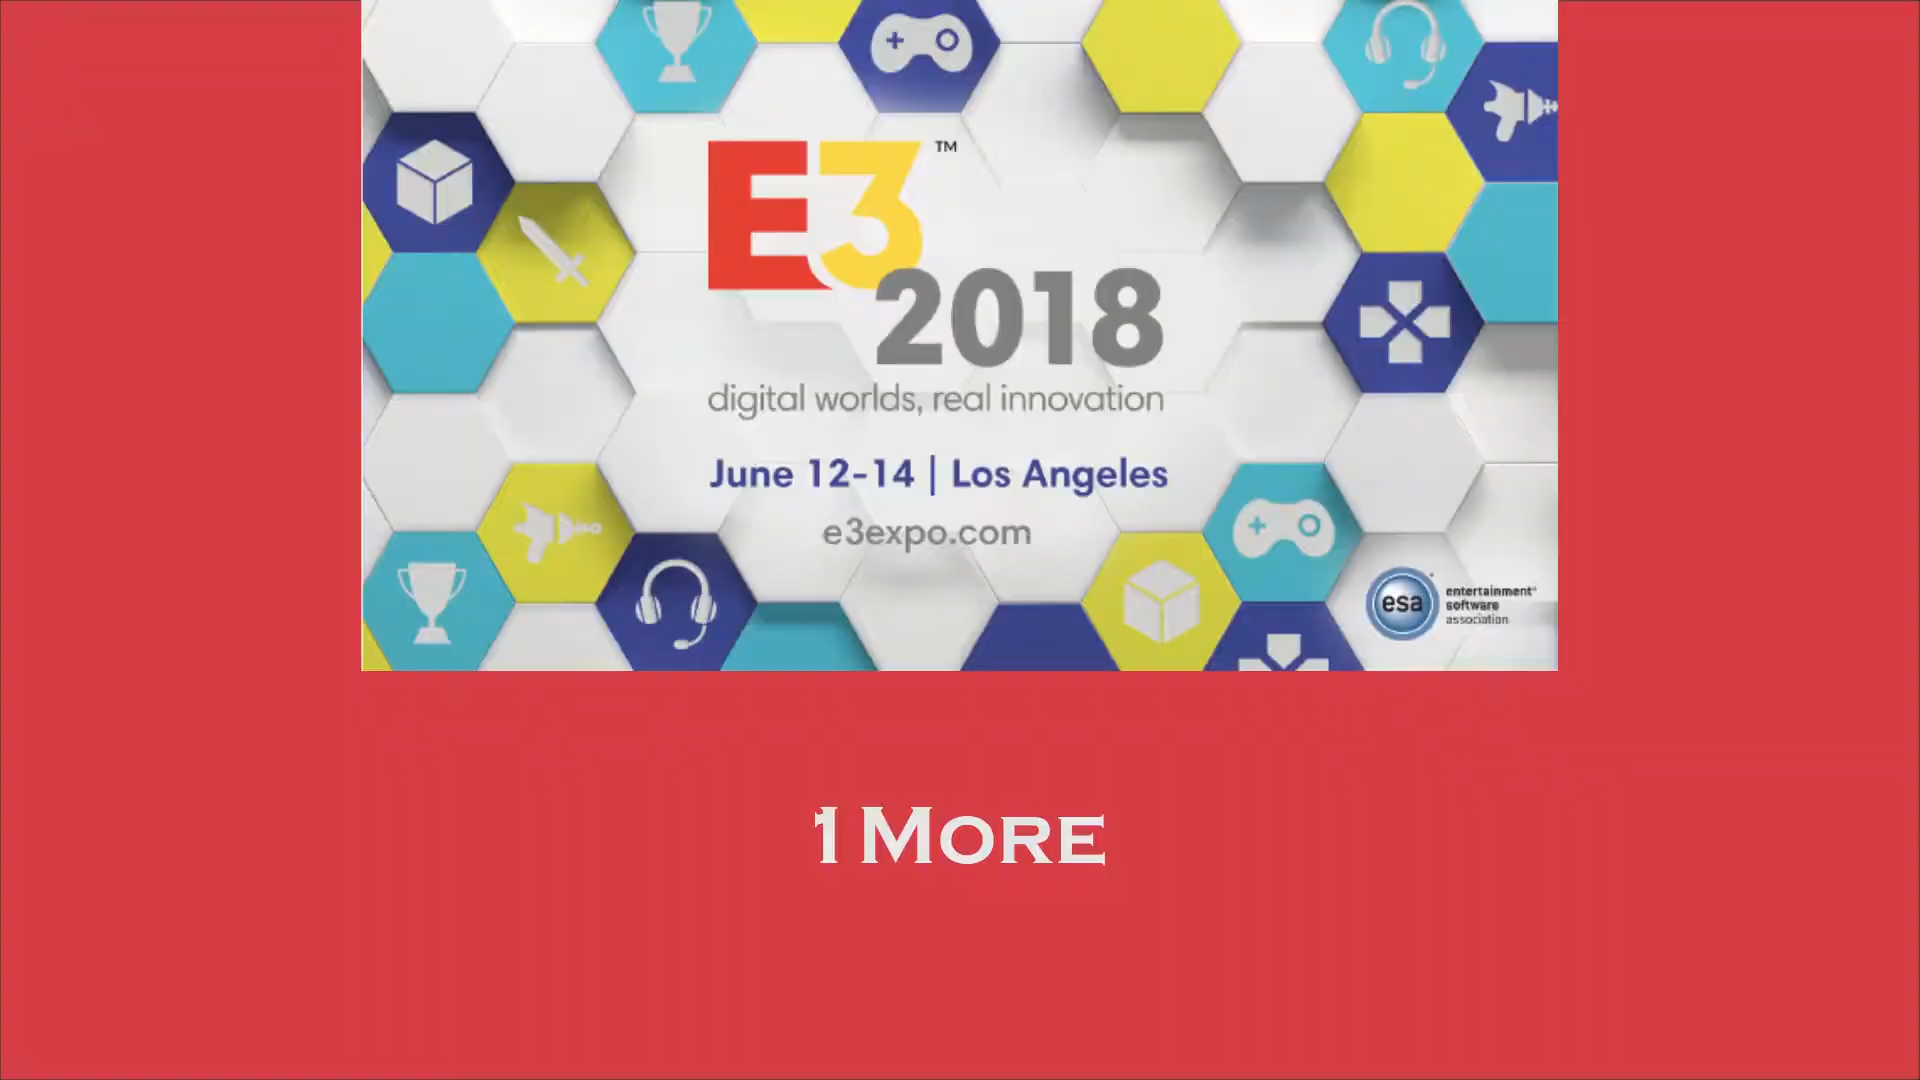 E3™
2018
digital worlds, real innovation
June 12-14 | Los Angeles
e3expo.com
esa
entertainment®
software
association
1 More